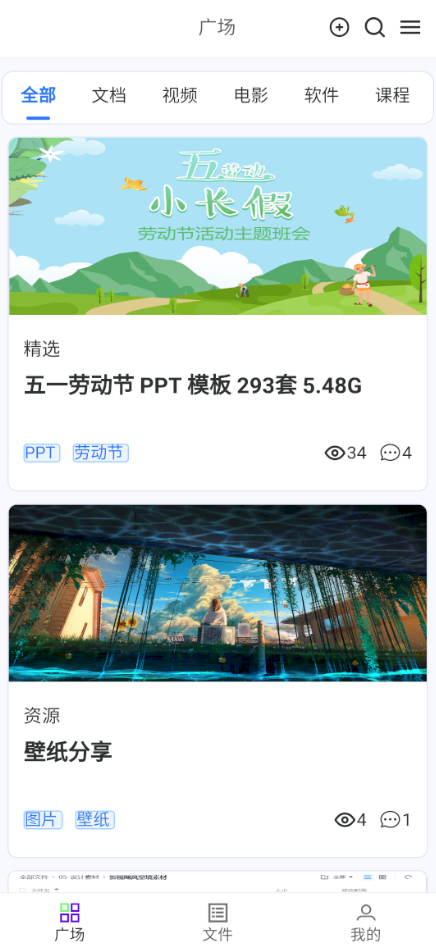 广场
全部 文档 视频 电影 软件 课程
五一劳动
小长假
劳动节活动主题班会
精选
五一劳动节 PPT 模板 293套 5.48G
PPT 劳动节 34 4
资源
壁纸分享
图片 壁纸 4 1
广场 文件 我的